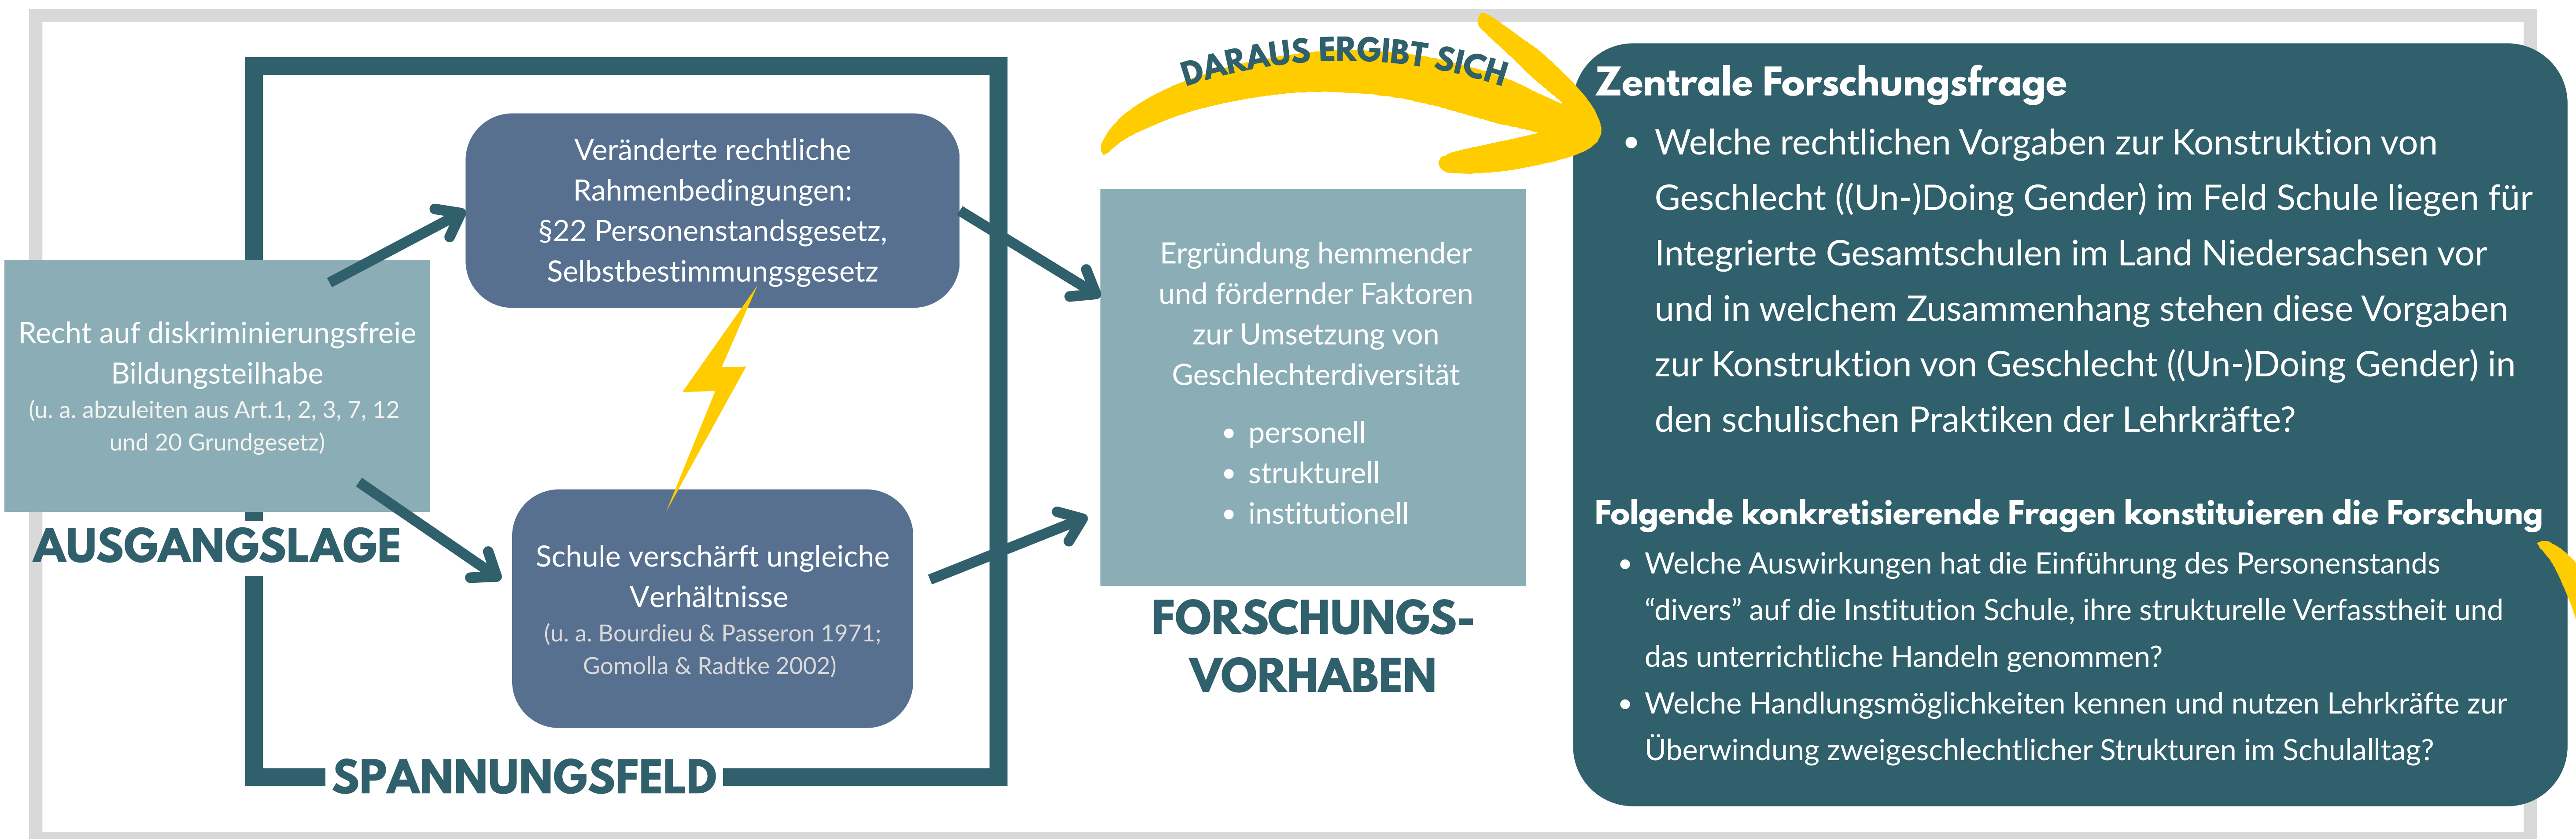 Recht auf diskriminierungsfreie
Bildungsteilhabe
(u. a. abzuleiten aus Art.1, 2, 3, 7, 12
und 20 Grundgesetz)
AUSGANGSLAGE
Veränderte rechtliche
Rahmenbedingungen:
§22 Personenstandsgesetz,
Selbstbestimmungsgesetz
Schule verschärft ungleiche
Verhältnisse
(u. a. Bourdieu & Passeron 1971;
Gomolla & Radtke 2002)
SPANNUNGSFELD
Ergründung hemmender
und fördernder Faktoren
zur Umsetzung von
Geschlechterdiversität
• personell
• strukturell
• institutionell
FORSCHUNGS-
VORHABEN
DARAUS ERGIBT SICH
Zentrale Forschungsfrage
• Welche rechtlichen Vorgaben zur Konstruktion von
Geschlecht ((Un-)Doing Gender) im Feld Schule liegen für
Integrierte Gesamtschulen im Land Niedersachsen vor
und in welchem Zusammenhang stehen diese Vorgaben
zur Konstruktion von Geschlecht ((Un-)Doing Gender) in
den schulischen Praktiken der Lehrkräfte?
Folgende konkretisierende Fragen konstituieren die Forschung
• Welche Auswirkungen hat die Einführung des Personenstands
“divers” auf die Institution Schule, ihre strukturelle Verfasstheit und
das unterrichtliche Handeln genommen?
• Welche Handlungsmöglichkeiten kennen und nutzen Lehrkräfte zur
Überwindung zweigeschlechtlicher Strukturen im Schulalltag?